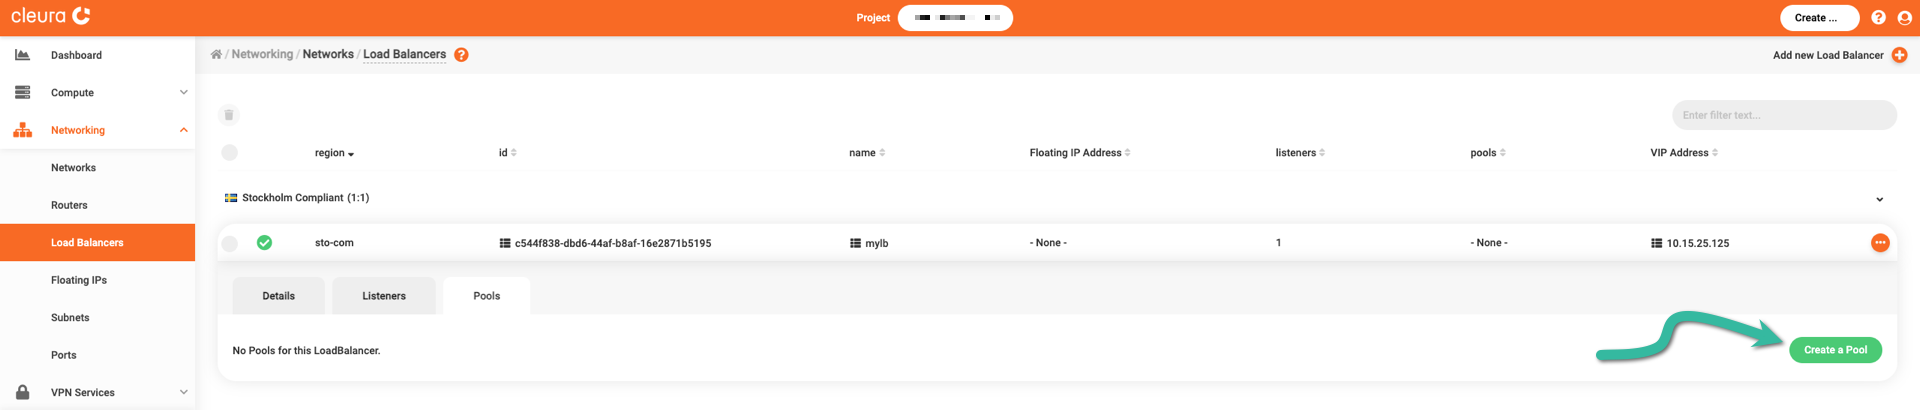 cleura
Project
Create ...
Dashboard
Compute
Networking
Networks
Routers
Load Balancers
Floating IPs
Subnets
Ports
VPN Services
/ Networking / Networks / Load Balancers ?
Add new Load Balancer
Enter filter text...
region id name Floating IP Address listeners pools VIP Address
Stockholm Compliant (1:1)
sto-com c544f838-dbd6-44af-b8af-16e2871b5195 mylb - None - 1 - None - 10.15.25.125
Details Listeners Pools
No Pools for this LoadBalancer.
Create a Pool